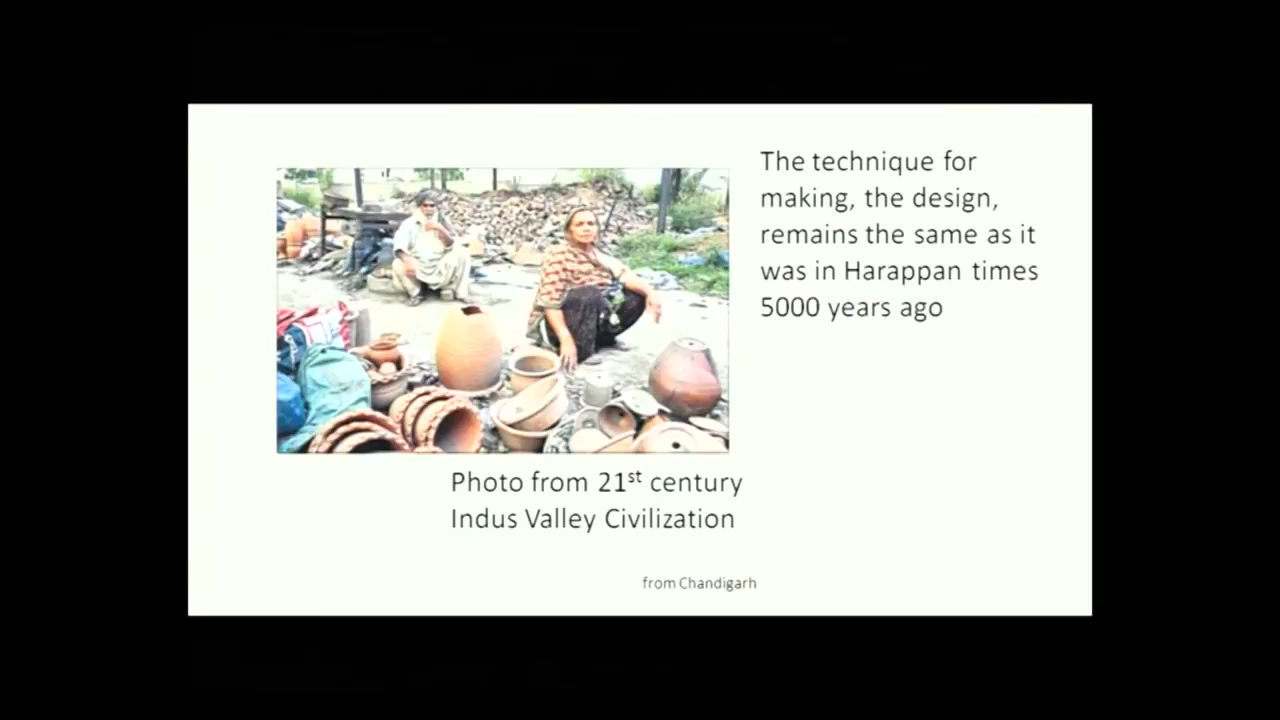 The technique for
making, the design,
remains the same as it
was in Harappan times
5000 years ago
Photo from 21st century
Indus Valley Civilization
from Chandigarh